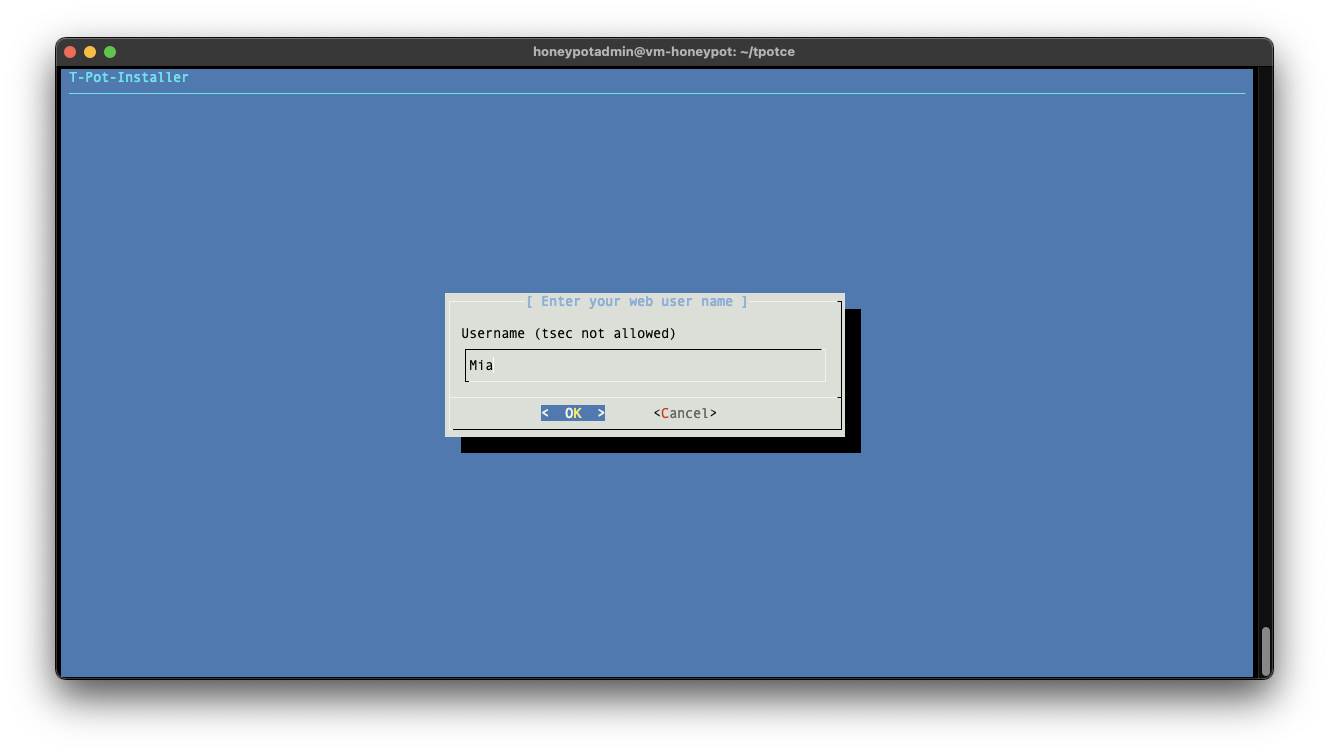 honeypotadmin@vm-honeypot: ~/tpotce
T-Pot-Installer
[ Enter your web user name ]
Username (tsec not allowed)
Mia
< OK > <Cancel>